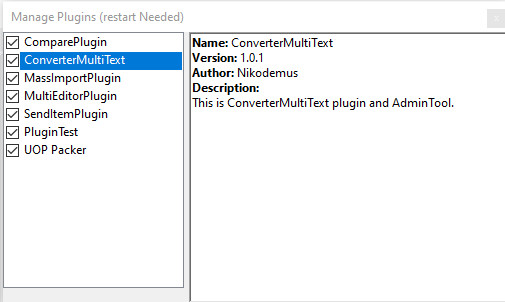 Manage Plugins (restart Needed)
ComparePlugin
ConverterMultiText
MassImportPlugin
MultiEditorPlugin
SendItemPlugin
PluginTest
UOP Packer
Name: ConverterMultiText
Version: 1.0.1
Author: Nikodemus
Description:
This is ConverterMultiText plugin and AdminTool.